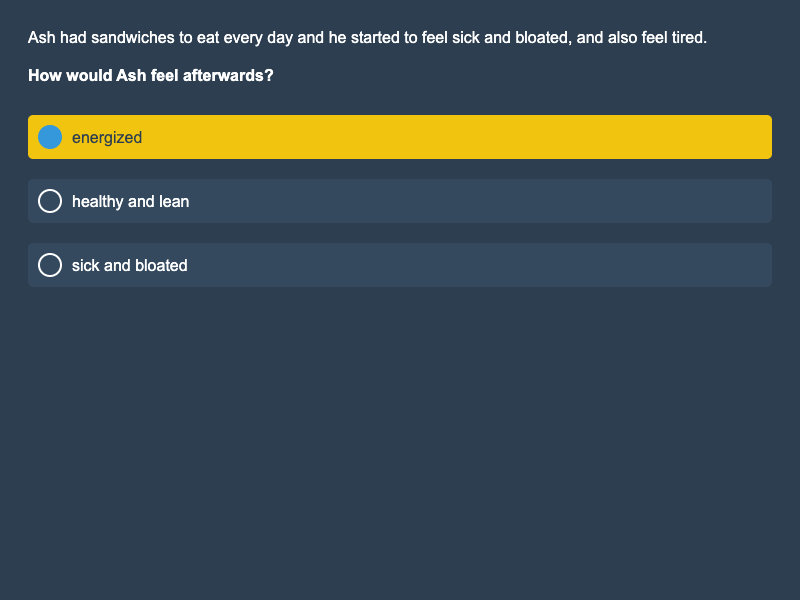 Ash had sandwiches to eat every day and he started to feel sick and bloated, and also feel tired.
How would Ash feel afterwards?
energized
healthy and lean
sick and bloated